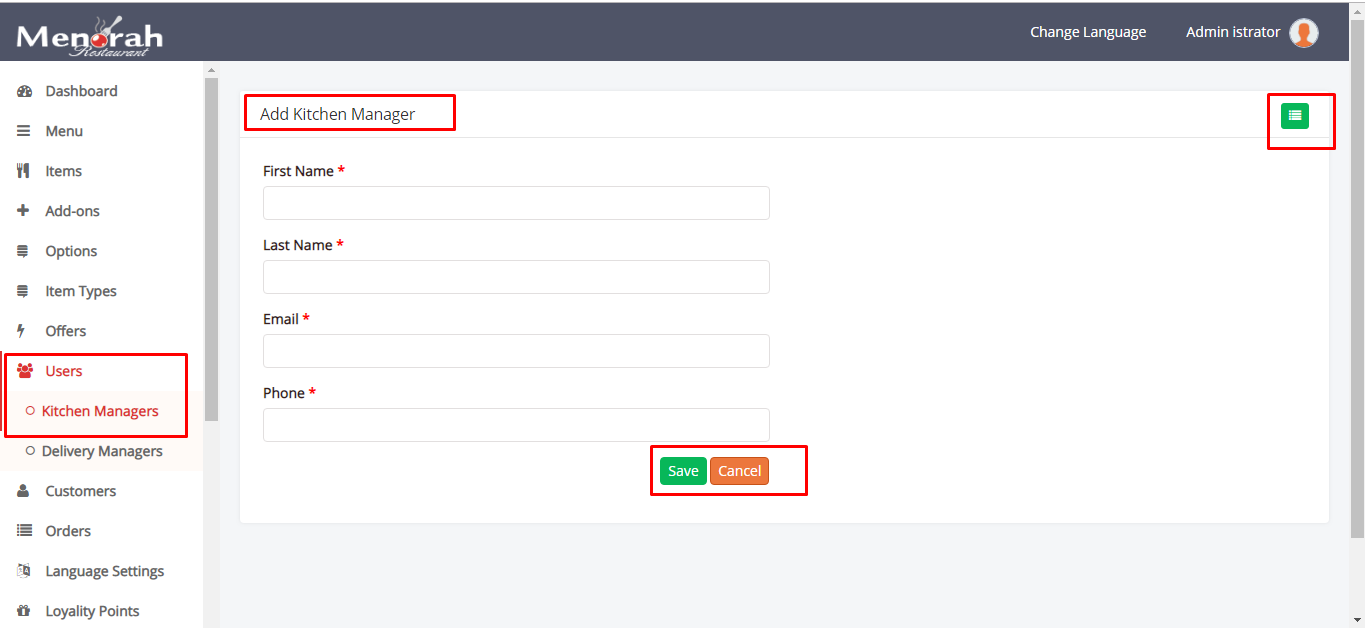 Menorah
Restaurant
Change Language
Admin istrator
Dashboard
Menu
Items
Add-ons
Options
Item Types
Offers
Users
Kitchen Managers
Delivery Managers
Customers
Orders
Language Settings
Loyality Points
Add Kitchen Manager
First Name *
Last Name *
Email *
Phone *
Save Cancel